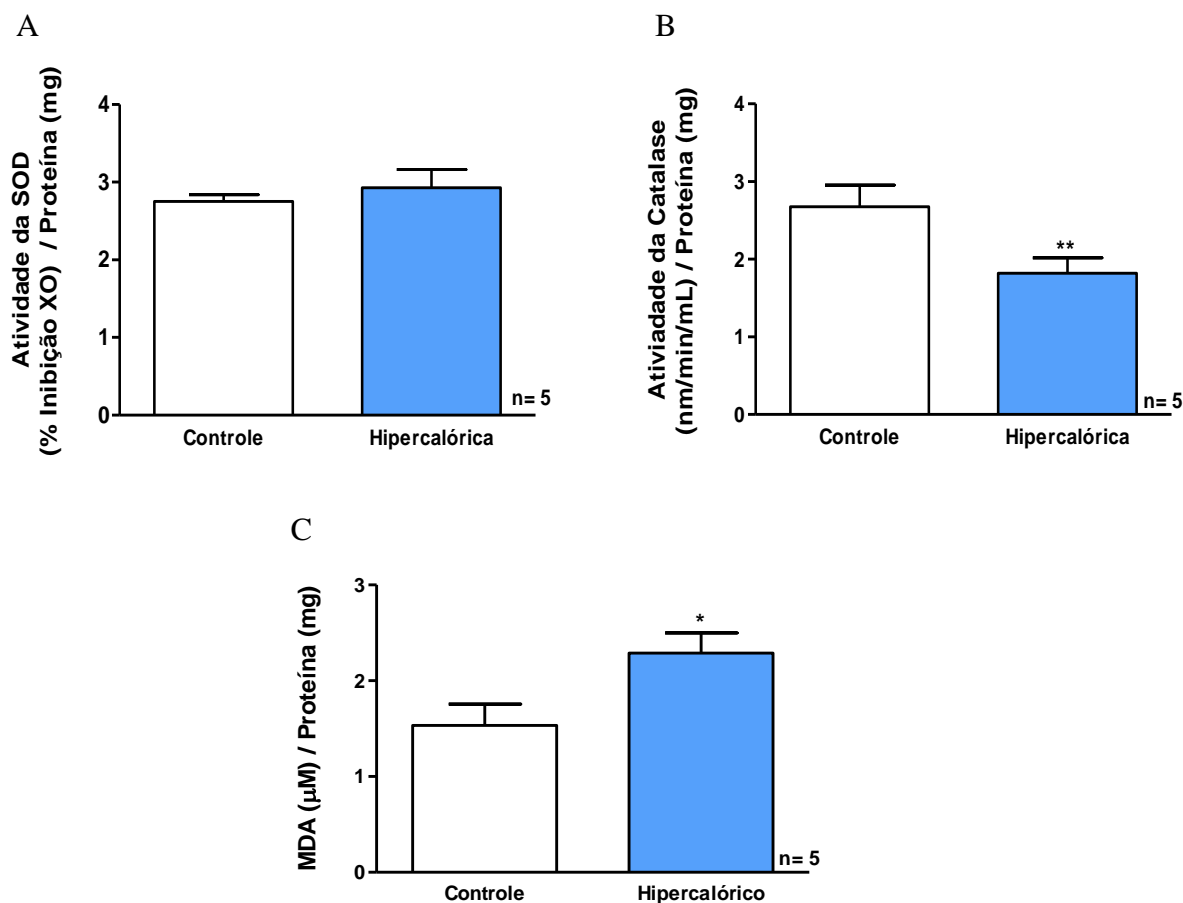 A
Atividade da SOD
(% Inibição XO) / Proteína (mg)
4
3
2
1
0
Controle
Hipercalórica
n= 5
B
Ativiadade da Catalase
(nm/min/mL) / Proteína (mg)
4
3
2
1
0
**
Controle
Hipercalórica
n= 5
C
MDA (µM) / Proteína (mg)
3
2
1
0
*
Controle
Hipercalórico
n= 5